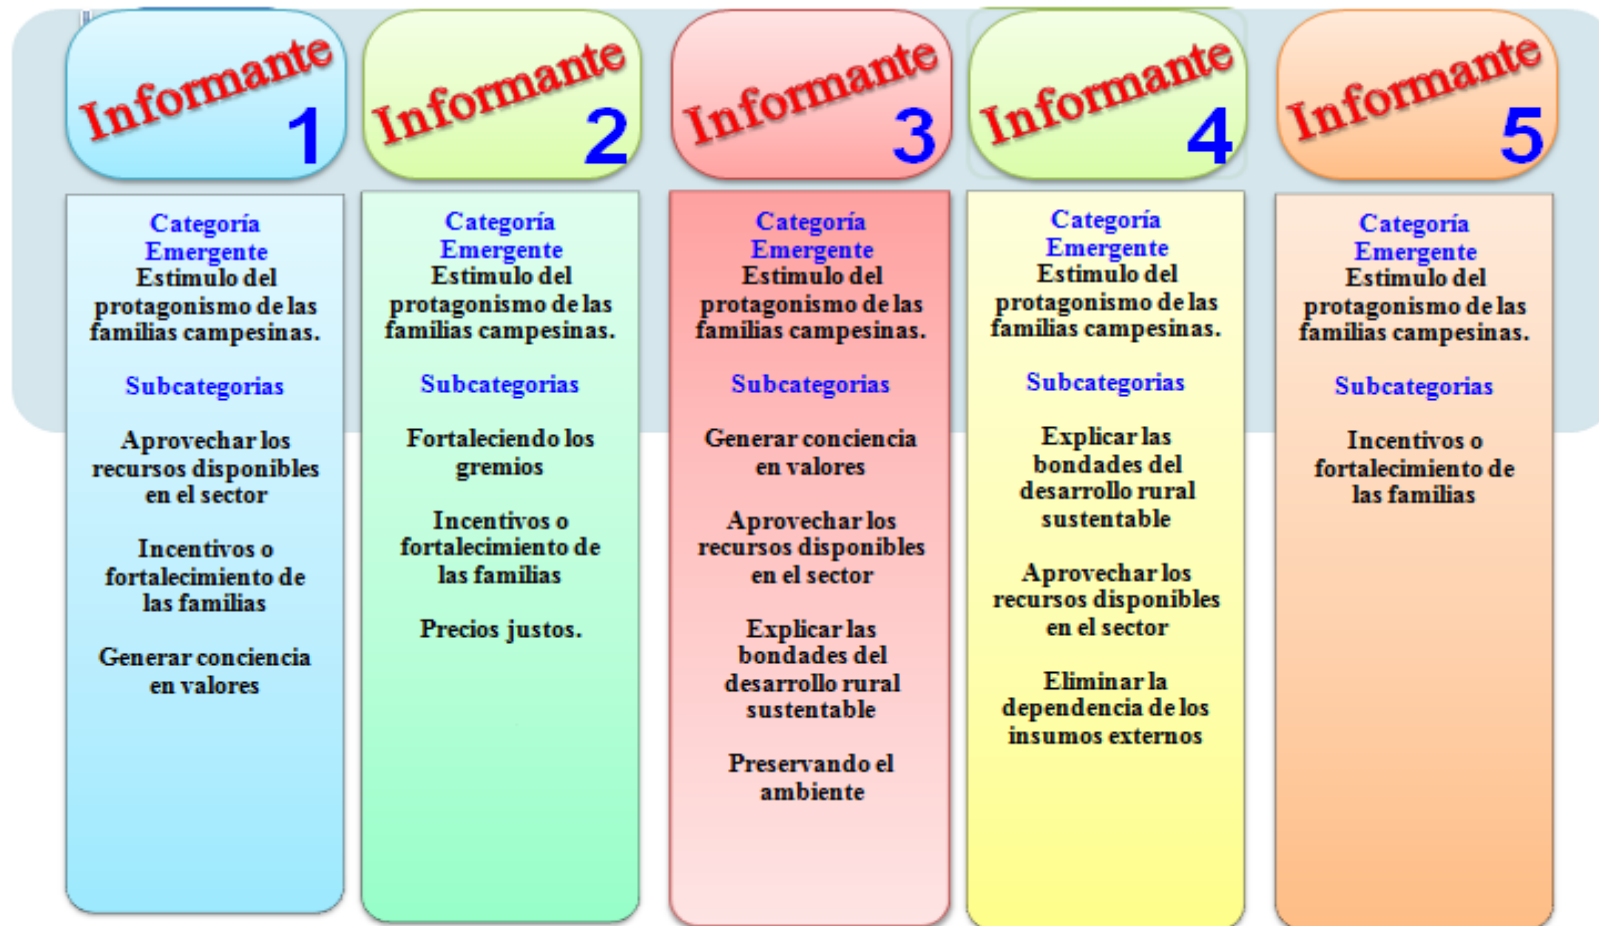 Informante
1
Categoría
Emergente
Estimulo del
protagonismo de las
familias campesinas.
Subcategorias
Aprovechar los
recursos disponibles
en el sector
Incentivos o
fortalecimiento de
las familias
Generar conciencia
en valores
Informante
2
Categoría
Emergente
Estimulo del
protagonismo de las
familias campesinas.
Subcategorias
Fortaleciendo los
gremios
Incentivos o
fortalecimiento de
las familias
Precios justos.
Informante
3
Categoría
Emergente
Estimulo del
protagonismo de las
familias campesinas.
Subcategorias
Generar conciencia
en valores
Aprovechar los
recursos disponibles
en el sector
Explicar las
bondades del
desarrollo rural
sustentable
Preservando el
ambiente
Informante
4
Categoría
Emergente
Estimulo del
protagonismo de las
familias campesinas.
Subcategorias
Explicar las
bondades del
desarrollo rural
sustentable
Aprovechar los
recursos disponibles
en el sector
Eliminar la
dependencia de los
insumos externos
Informante
5
Categoría
Emergente
Estimulo del
protagonismo de las
familias campesinas.
Subcategorias
Incentivos o
fortalecimiento de
las familias